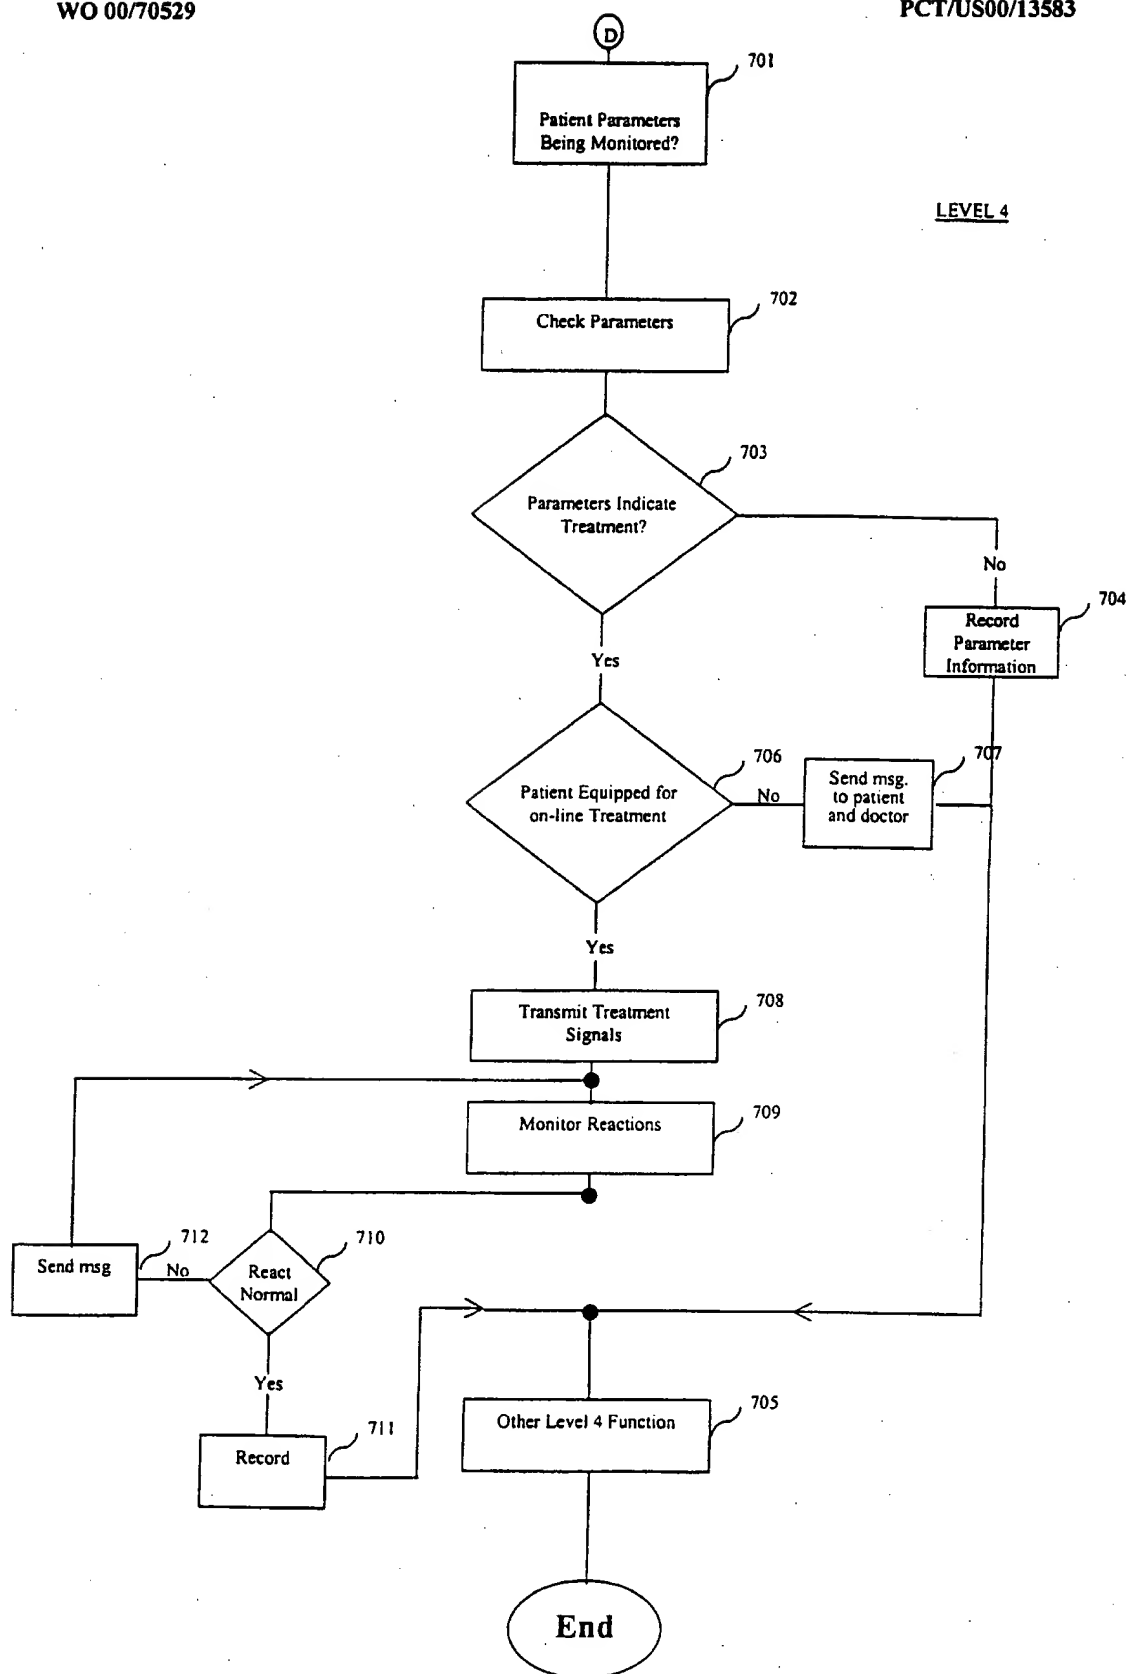 WO 00/70529
PCT/US00/13583
D
701
Patient Parameters
Being Monitored?
LEVEL 4
702
Check Parameters
703
Parameters Indicate
Treatment?
No
704
Record
Parameter
Information
Yes
706
707
Patient Equipped for
on-line Treatment
No
Send msg.
to patient
and doctor
Yes
708
Transmit Treatment
Signals
709
Monitor Reactions
712
710
Send msg
No
React
Normal
Yes
705
Other Level 4 Function
711
Record
End